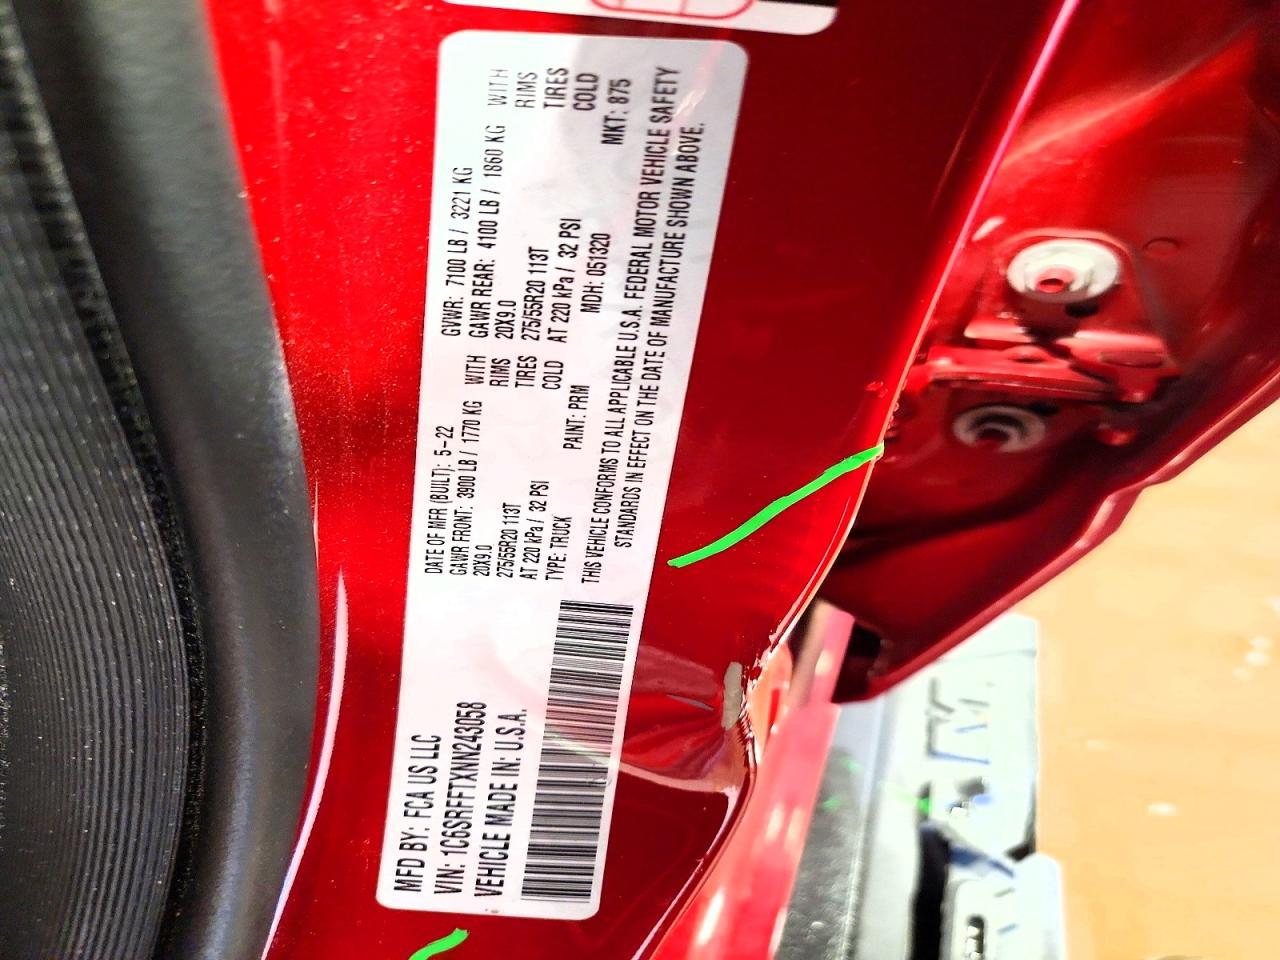 MFD BY: FCA US LLC
DATE OF MFR (BUILT): 5-22
GVWR: 7100 LB / 3221 KG
GAWR FRONT: 3900 LB / 1770 KG WITH
20X9.0 RIMS
275/55R20 113T TIRES
AT 220 kPa / 32 PSI COLD
GAWR REAR: 4100 LB / 1860 KG WITH
20X9.0 RIMS
275/55R20 113T TIRES
AT 220 kPa / 32 PSI COLD
VIN: 1C6SRFFTXNN243058
TYPE: TRUCK
MDH: 051320
MKT: 875
VEHICLE MADE IN: U.S.A.
PAINT: PRM
THIS VEHICLE CONFORMS TO ALL APPLICABLE U.S.A. FEDERAL MOTOR VEHICLE SAFETY
STANDARDS IN EFFECT ON THE DATE OF MANUFACTURE SHOWN ABOVE.